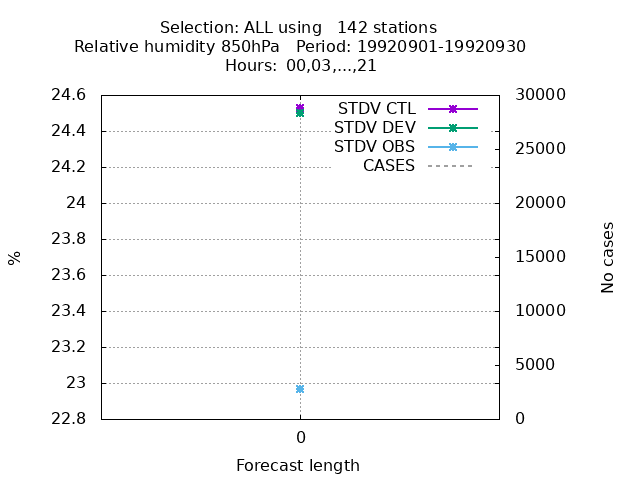 Selection: ALL using   142 stations
Relative humidity 850hPa   Period: 19920901-19920930
Hours: 00,03,...,21
24.6
24.4
24.2
24
23.8
23.6
23.4
23.2
23
22.8
%
STDV CTL
STDV DEV
STDV OBS
CASES
30000
25000
20000
15000
10000
5000
0
No cases
0
Forecast length